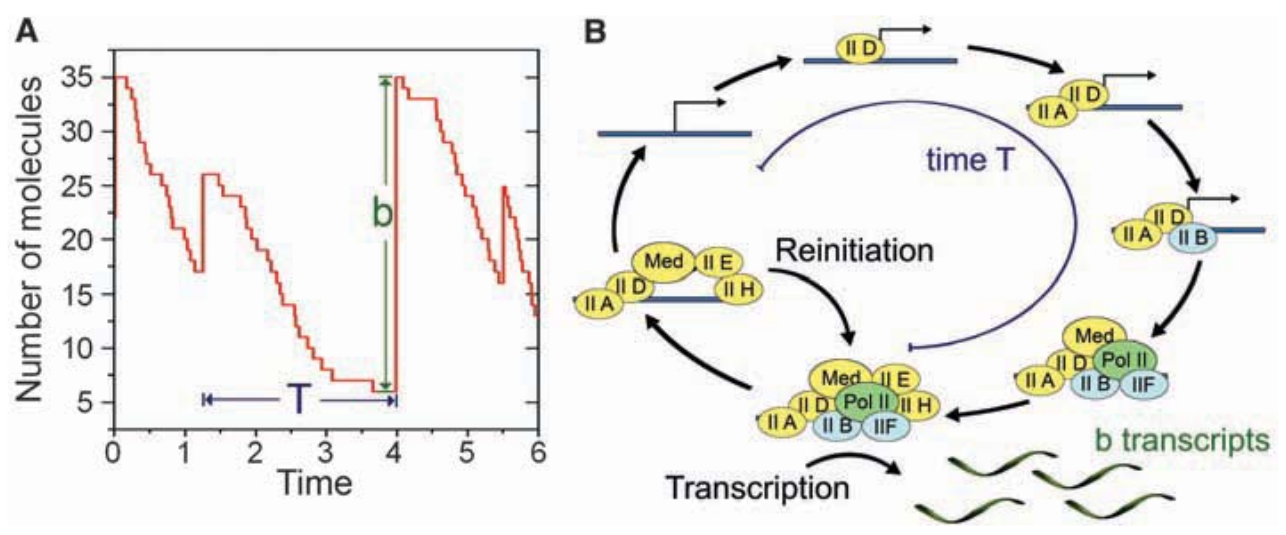 A
Number of molecules
35
30
25
20
15
10
5
0
1
2
3
4
5
6
Time
b
T
B
II D
II D
II A
II D
II A
II B
time T
Med
II E
II D
II H
II A
Reinitiation
Med
II D
Pol II
II A
II B
IIF
Med
II E
II D
Pol II
II H
II A
II B
IIF
b transcripts
Transcription